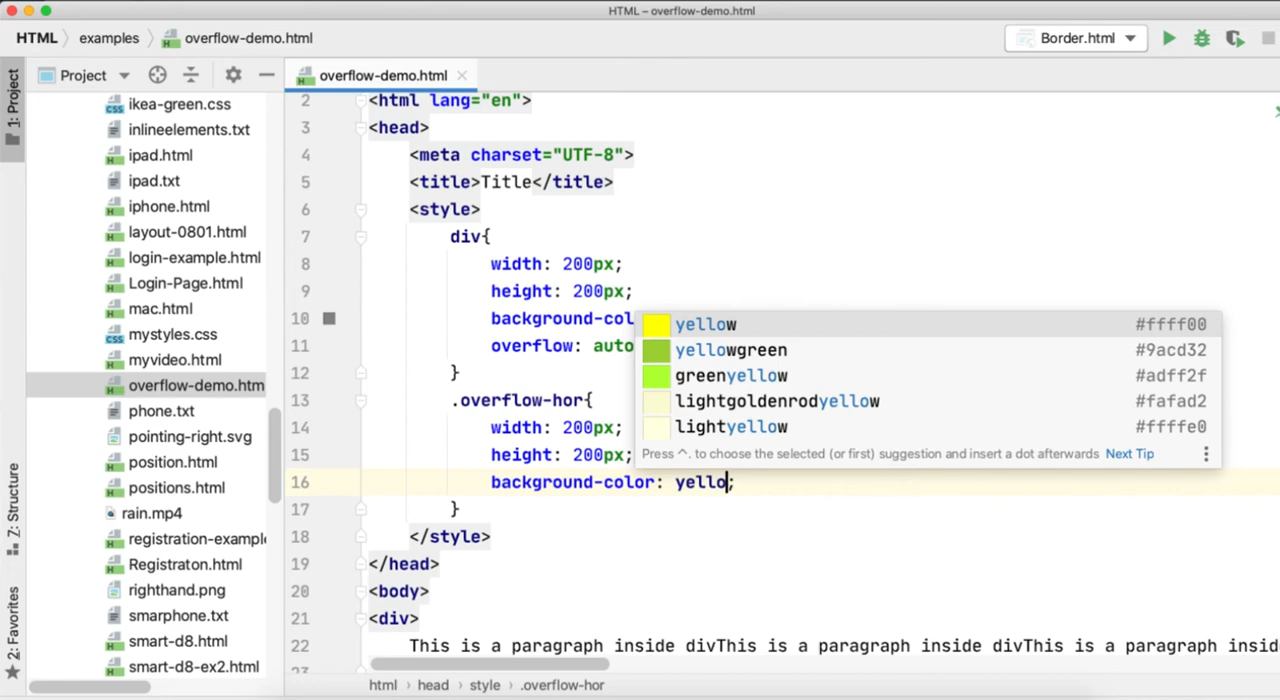 HTML – overflow-demo.html
HTML examples overflow-demo.html
Border.html
1: Project
Project
overflow-demo.html
ikea-green.css
inlineelements.txt
ipad.html
ipad.txt
iphone.html
layout-0801.html
login-example.html
Login-Page.html
mac.html
mystyles.css
myvideo.html
overflow-demo.htm
phone.txt
pointing-right.svg
position.html
positions.html
rain.mp4
registration-example
Registraton.html
righthand.png
smarphone.txt
smart-d8.html
smart-d8-ex2.html
Z: Structure
2: Favorites
2 <html lang="en">
3 <head>
4 <meta charset="UTF-8">
5 <title>Title</title>
6 <style>
7 div{
8 width: 200px;
9 height: 200px;
10 background-col
11 overflow: auto
12 }
13 .overflow-hor{
14 width: 200px;
15 height: 200px;
16 background-color: yello;
17 }
18 </style>
19 </head>
20 <body>
21 <div>
22 This is a paragraph inside divThis is a paragraph inside divThis is a paragraph insid
23
yellow #ffff00
yellowgreen #9acd32
greenyellow #adff2f
lightgoldenrodyellow #fafad2
lightyellow #ffffe0
Press ^. to choose the selected (or first) suggestion and insert a dot afterwards Next Tip
html › head › style › .overflow-hor